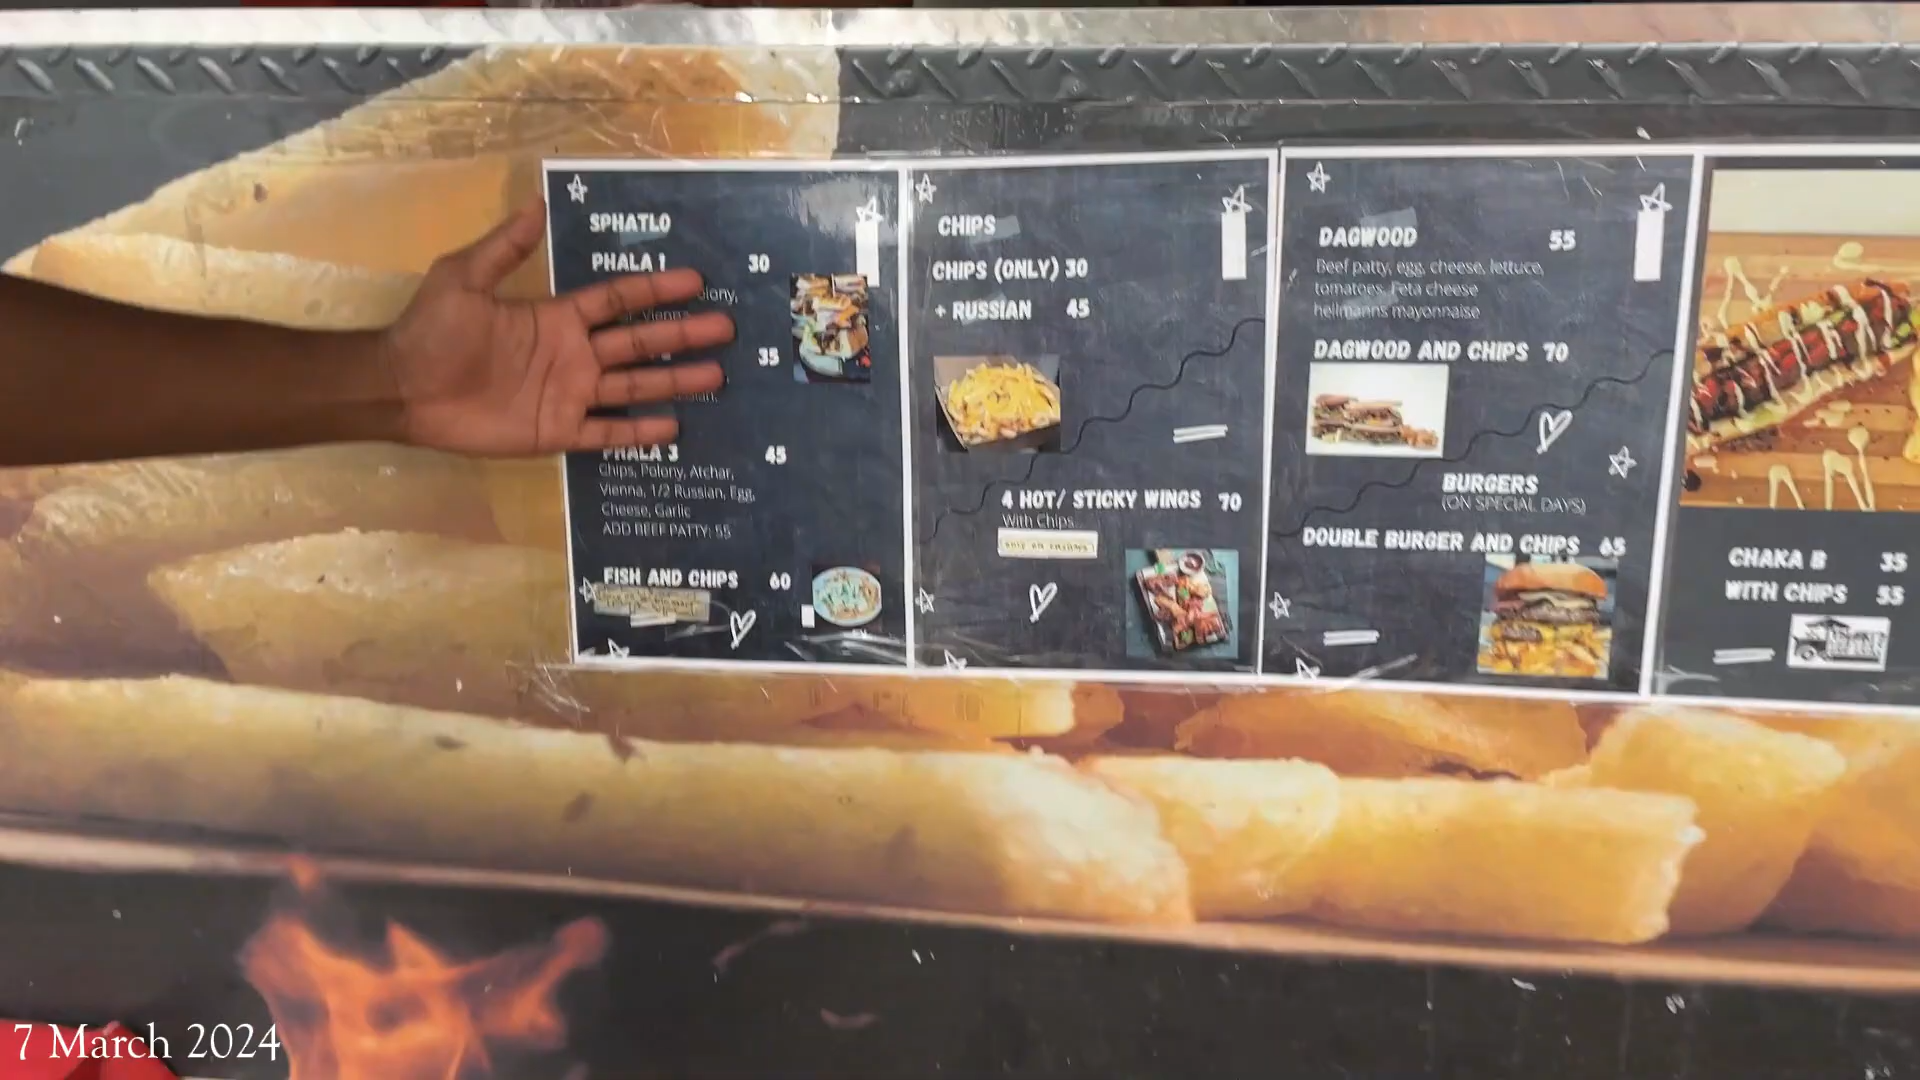 SPHATLO
PHALA 1 30
Vienna
35
PHALA 3 45
Chips, Polony, Atchar,
Vienna, 1/2 Russian, Egg,
Cheese, Garlic
ADD BEEF PATTY: 55
FISH AND CHIPS 60
CHIPS
CHIPS (ONLY) 30
+ RUSSIAN 45
4 HOT/ STICKY WINGS 70
With Chips
DAGWOOD 55
Beef patty, egg, cheese, lettuce,
tomatoes, Feta cheese
hellmanns mayonnaise
DAGWOOD AND CHIPS 70
BURGERS
(ON SPECIAL DAYS)
DOUBLE BURGER AND CHIPS 65
CHAKA B 35
WITH CHIPS 55
7 March 2024